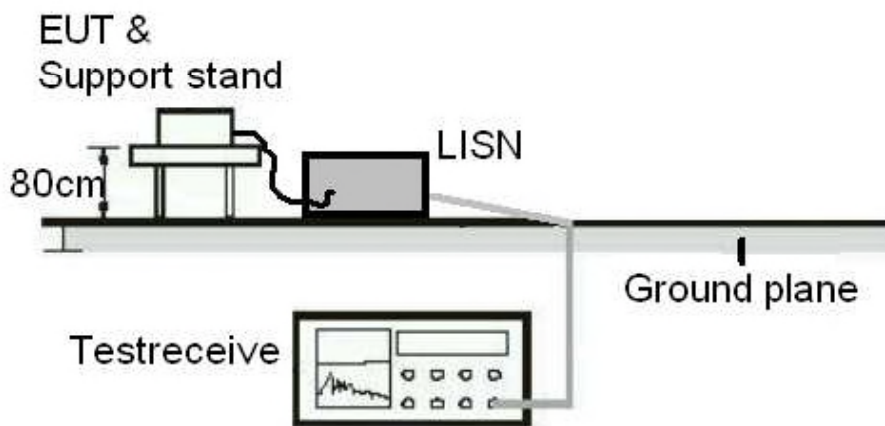 EUT &
Support stand
LISN
80cm
Ground plane
Testreceive